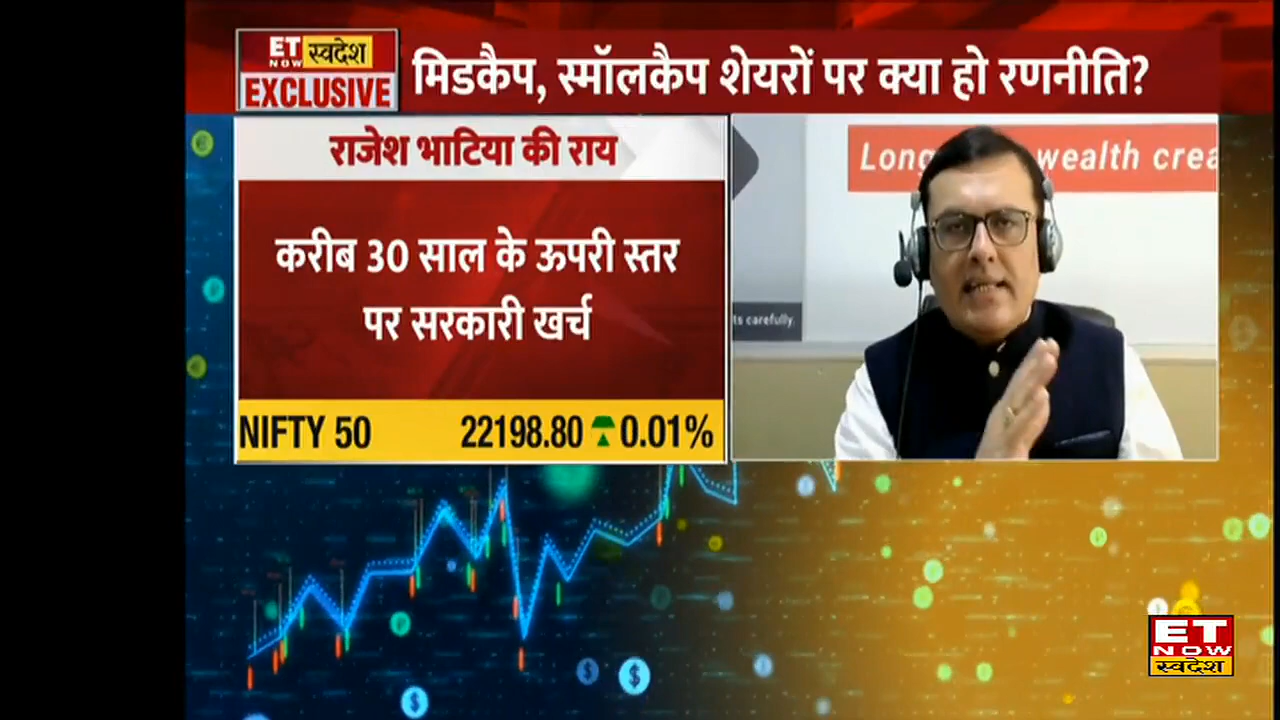 ET
NOW
स्वदेश
EXCLUSIVE
मिडकैप, स्मॉलकैप शेयरों पर क्या हो रणनीति?
राजेश भाटिया की राय
करीब 30 साल के ऊपरी स्तर
पर सरकारी खर्च
NIFTY 50 22198.80 0.01%
Long wealth crea
ts carefully.
ET
NOW
स्वदेश